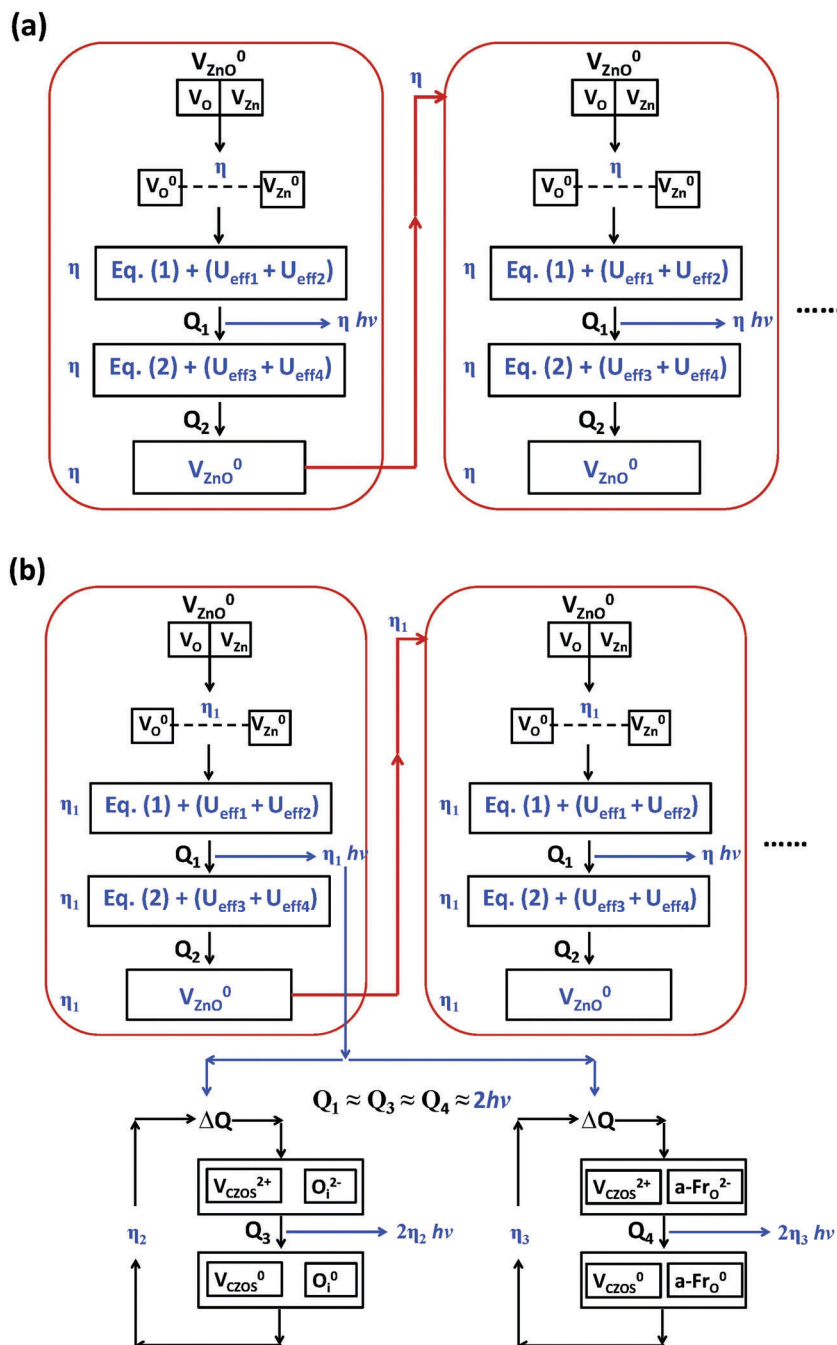 (a)
V_ZnO^0
V_O V_Zn
η
V_O^0 V_Zn^0
η Eq. (1) + (U_eff1 + U_eff2)
Q_1 η hν
η Eq. (2) + (U_eff3 + U_eff4)
Q_2
η V_ZnO^0
η
V_ZnO^0
V_O V_Zn
η
V_O^0 V_Zn^0
η Eq. (1) + (U_eff1 + U_eff2)
Q_1 η hν
η Eq. (2) + (U_eff3 + U_eff4)
Q_2
η V_ZnO^0
......
(b)
V_ZnO^0
V_O V_Zn
η_1
V_O^0 V_Zn^0
η_1 Eq. (1) + (U_eff1 + U_eff2)
Q_1 η_1 hν
η_1 Eq. (2) + (U_eff3 + U_eff4)
Q_2
η_1 V_ZnO^0
η_1
V_ZnO^0
V_O V_Zn
η_1
V_O^0 V_Zn^0
η_1 Eq. (1) + (U_eff1 + U_eff2)
Q_1 η hν
η_1 Eq. (2) + (U_eff3 + U_eff4)
Q_2
η_1 V_ZnO^0
......
Q_1 ≈ Q_3 ≈ Q_4 ≈ 2hν
ΔQ
V_CZOS^2+ O_i^2-
η_2 Q_3 2η_2 hν
V_CZOS^0 O_i^0
ΔQ
V_CZOS^2+ a-Fr_O^2-
η_3 Q_4 2η_3 hν
V_CZOS^0 a-Fr_O^0